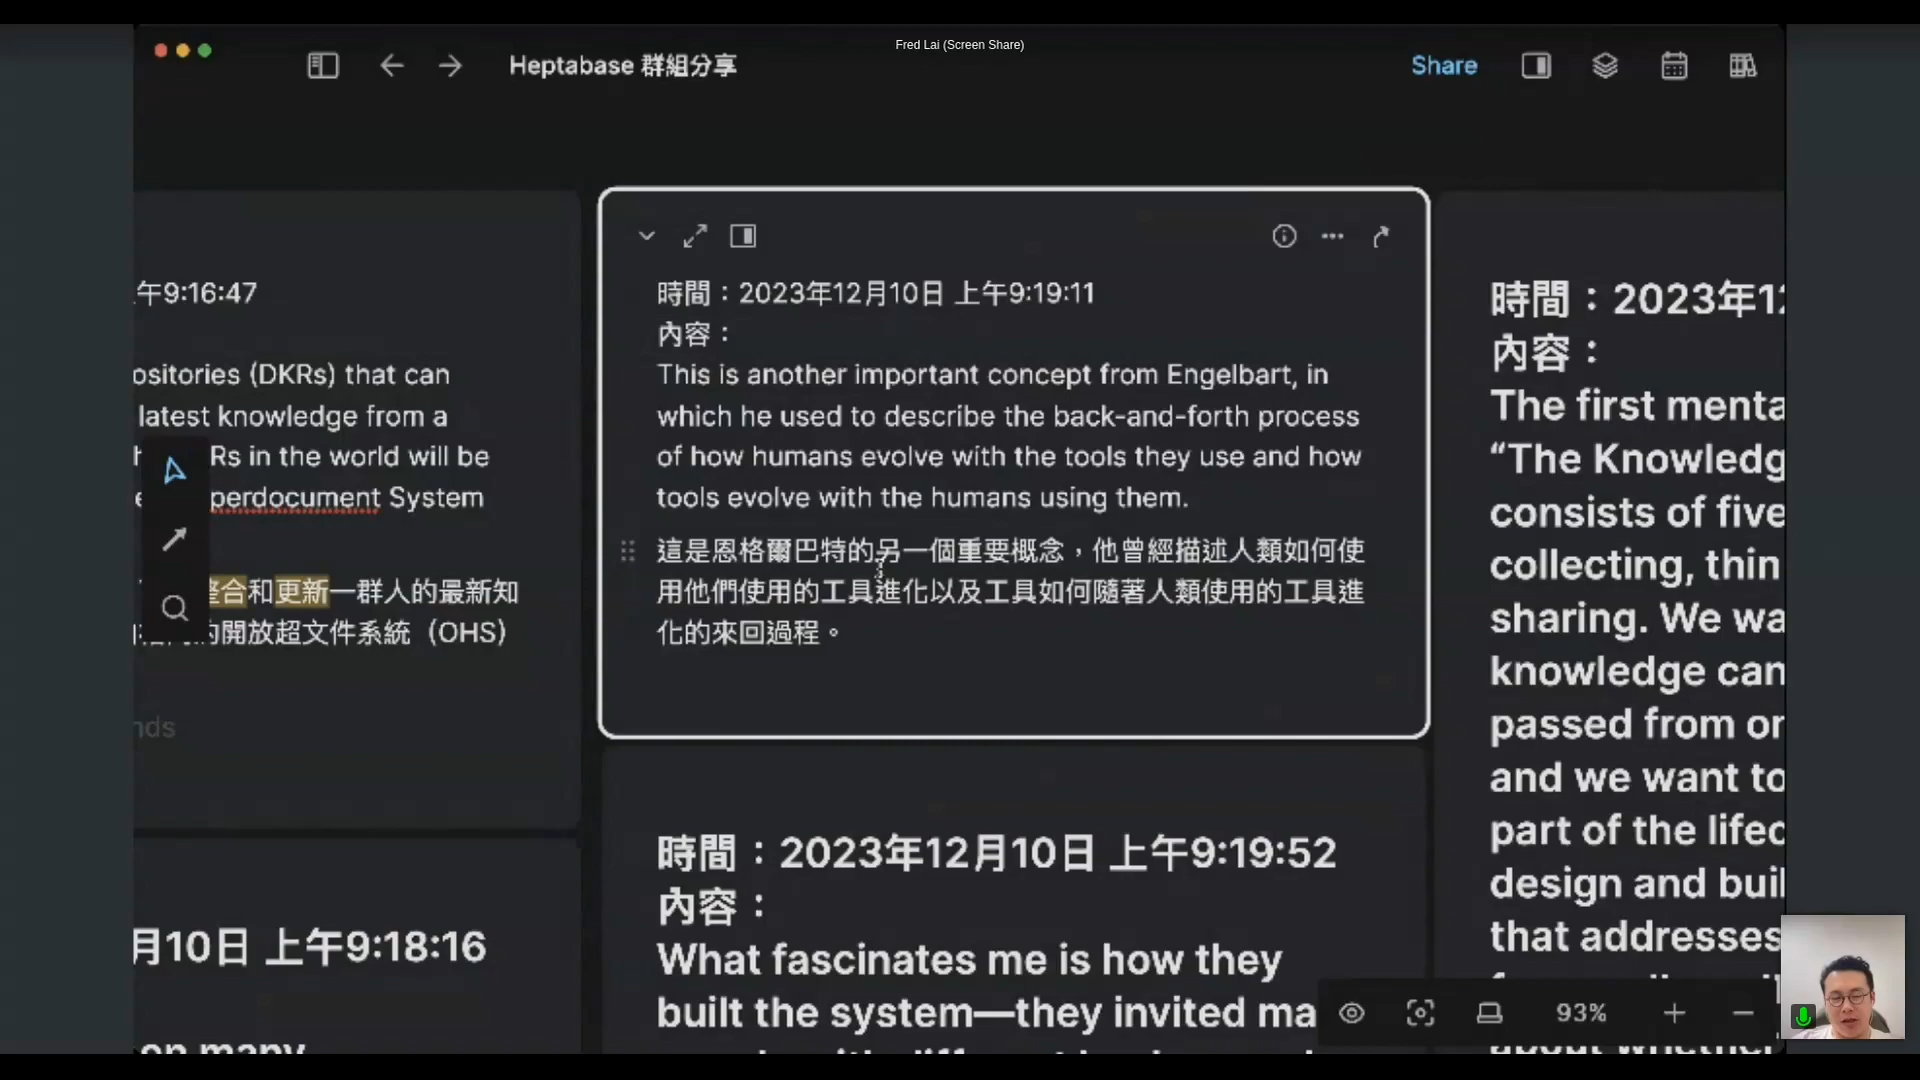 Fred Lai (Screen Share)
Heptabase 群組分享
Share
午9:16:47
ositories (DKRs) that can
latest knowledge from a
Rs in the world will be
perdocument System
整合和更新一群人的最新知
開放超文件系統（OHS)
nds
月10日 上午9:18:16
on many
時間：2023年12月10日 上午9:19:11
內容：
This is another important concept from Engelbart, in
which he used to describe the back-and-forth process
of how humans evolve with the tools they use and how
tools evolve with the humans using them.
這是恩格爾巴特的另一個重要概念，他曾經描述人類如何使
用他們使用的工具進化以及工具如何隨著人類使用的工具進
化的來回過程。
時間：2023年12月10日 上午9:19:52
內容：
What fascinates me is how they
built the system—they invited ma
時間：2023年12
內容：
The first menta
“The Knowledg
consists of five
collecting, thin
sharing. We wa
knowledge can
passed from or
and we want to
part of the lifec
design and buil
that addresses
about whether
93%